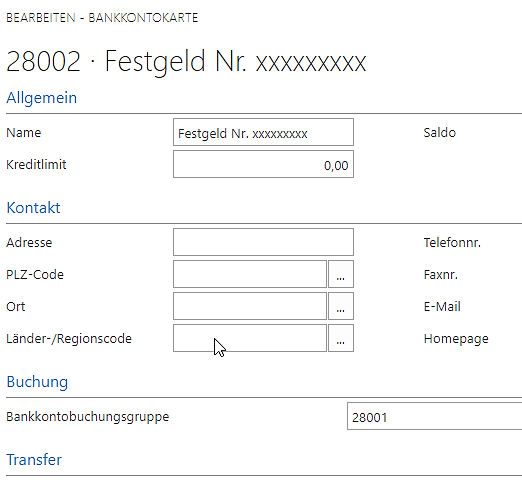 BEARBEITEN - BANKKONTOKARTE
28002 · Festgeld Nr. xxxxxxxxx
Allgemein
Name Festgeld Nr. xxxxxxxxx Saldo
Kreditlimit 0,00
Kontakt
Adresse Telefonnr.
PLZ-Code ... Faxnr.
Ort ... E-Mail
Länder-/Regionscode ... Homepage
Buchung
Bankkontobuchungsgruppe 28001
Transfer